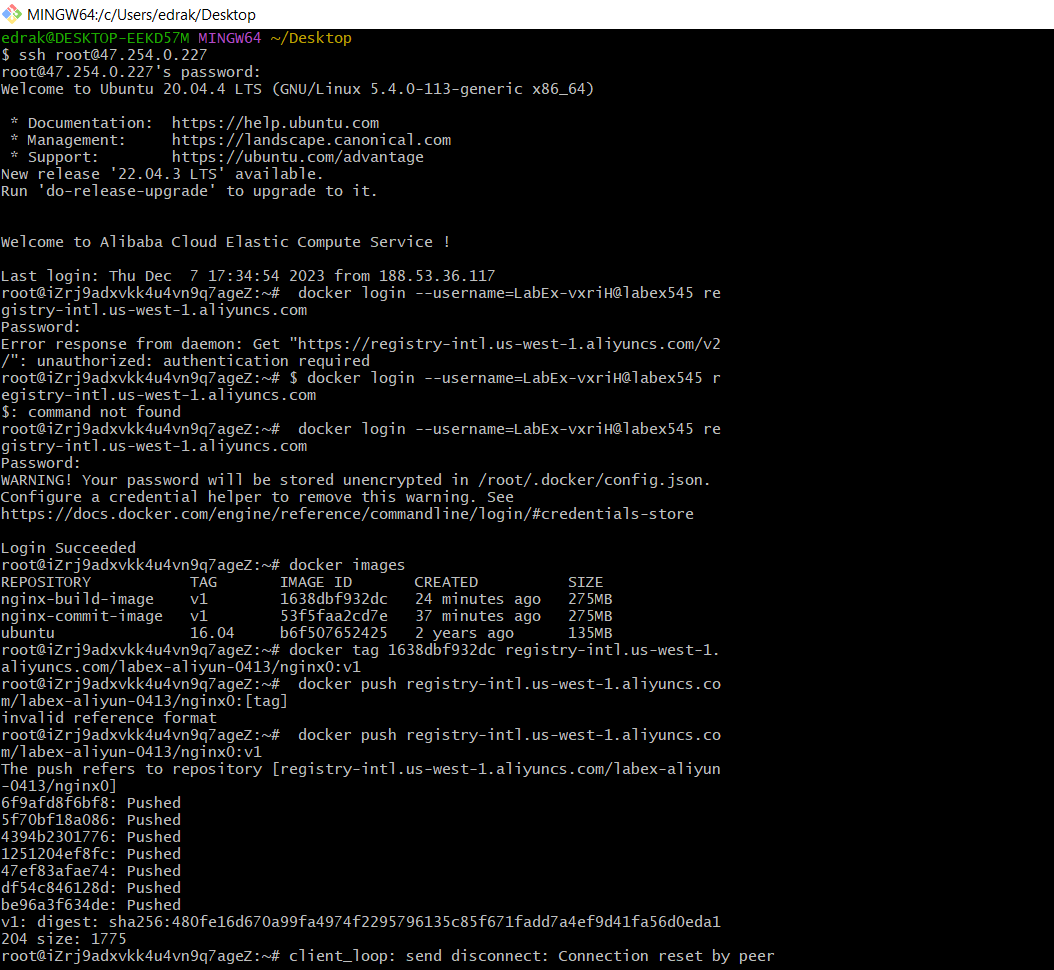 MINGW64:/c/Users/edrak/Desktop
edrak@DESKTOP-EEKD57M MINGW64 ~/Desktop
$ ssh root@47.254.0.227
root@47.254.0.227's password:
Welcome to Ubuntu 20.04.4 LTS (GNU/Linux 5.4.0-113-generic x86_64)
* Documentation:  https://help.ubuntu.com
* Management:     https://landscape.canonical.com
* Support:        https://ubuntu.com/advantage
New release '22.04.3 LTS' available.
Run 'do-release-upgrade' to upgrade to it.
Welcome to Alibaba Cloud Elastic Compute Service !
Last login: Thu Dec  7 17:34:54 2023 from 188.53.36.117
root@iZrj9adxvkk4u4vn9q7ageZ:~#  docker login --username=LabEx-vxriH@labex545 re
gistry-intl.us-west-1.aliyuncs.com
Password:
Error response from daemon: Get "https://registry-intl.us-west-1.aliyuncs.com/v2
/": unauthorized: authentication required
root@iZrj9adxvkk4u4vn9q7ageZ:~# $ docker login --username=LabEx-vxriH@labex545 r
egistry-intl.us-west-1.aliyuncs.com
$: command not found
root@iZrj9adxvkk4u4vn9q7ageZ:~#  docker login --username=LabEx-vxriH@labex545 re
gistry-intl.us-west-1.aliyuncs.com
Password:
WARNING! Your password will be stored unencrypted in /root/.docker/config.json.
Configure a credential helper to remove this warning. See
https://docs.docker.com/engine/reference/commandline/login/#credentials-store
Login Succeeded
root@iZrj9adxvkk4u4vn9q7ageZ:~# docker images
REPOSITORY           TAG       IMAGE ID       CREATED          SIZE
nginx-build-image    v1        1638dbf932dc   24 minutes ago   275MB
nginx-commit-image   v1        53f5faa2cd7e   37 minutes ago   275MB
ubuntu               16.04     b6f507652425   2 years ago      135MB
root@iZrj9adxvkk4u4vn9q7ageZ:~# docker tag 1638dbf932dc registry-intl.us-west-1.
aliyuncs.com/labex-aliyun-0413/nginx0:v1
root@iZrj9adxvkk4u4vn9q7ageZ:~#  docker push registry-intl.us-west-1.aliyuncs.co
m/labex-aliyun-0413/nginx0:[tag]
invalid reference format
root@iZrj9adxvkk4u4vn9q7ageZ:~#  docker push registry-intl.us-west-1.aliyuncs.co
m/labex-aliyun-0413/nginx0:v1
The push refers to repository [registry-intl.us-west-1.aliyuncs.com/labex-aliyun
-0413/nginx0]
6f9afd8f6bf8: Pushed
5f70bf18a086: Pushed
4394b2301776: Pushed
1251204ef8fc: Pushed
47ef83afae74: Pushed
df54c846128d: Pushed
be96a3f634de: Pushed
v1: digest: sha256:480fe16d670a99fa4974f2295796135c85f671fadd7a4ef9d41fa56d0eda1
204 size: 1775
root@iZrj9adxvkk4u4vn9q7ageZ:~# client_loop: send disconnect: Connection reset by peer